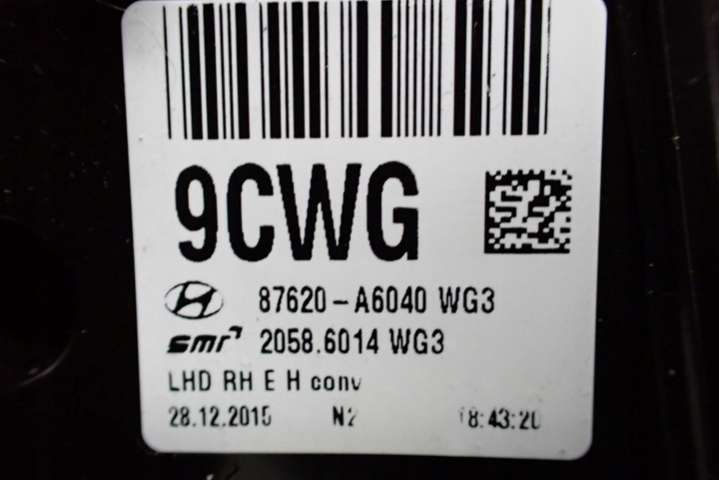 9CWG
87620-A6040 WG3
smr 2058.6014 WG3
LHD RH E H conv
28.12.2015 N2 18:43:20